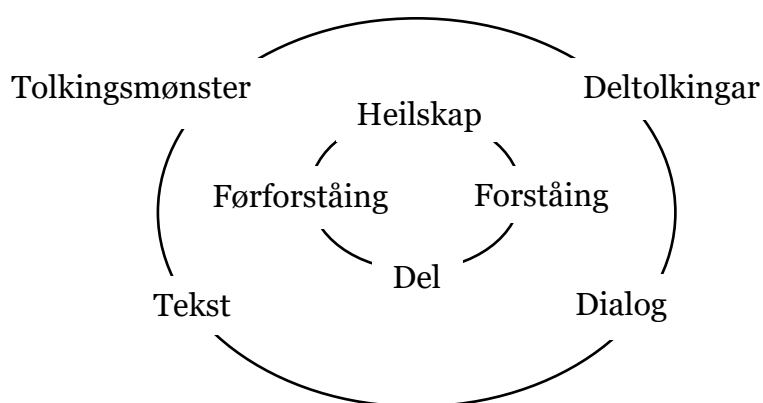 Tolkingsmønster
Deltolkingar
Heilskap
Førforståing
Forståing
Del
Tekst
Dialog